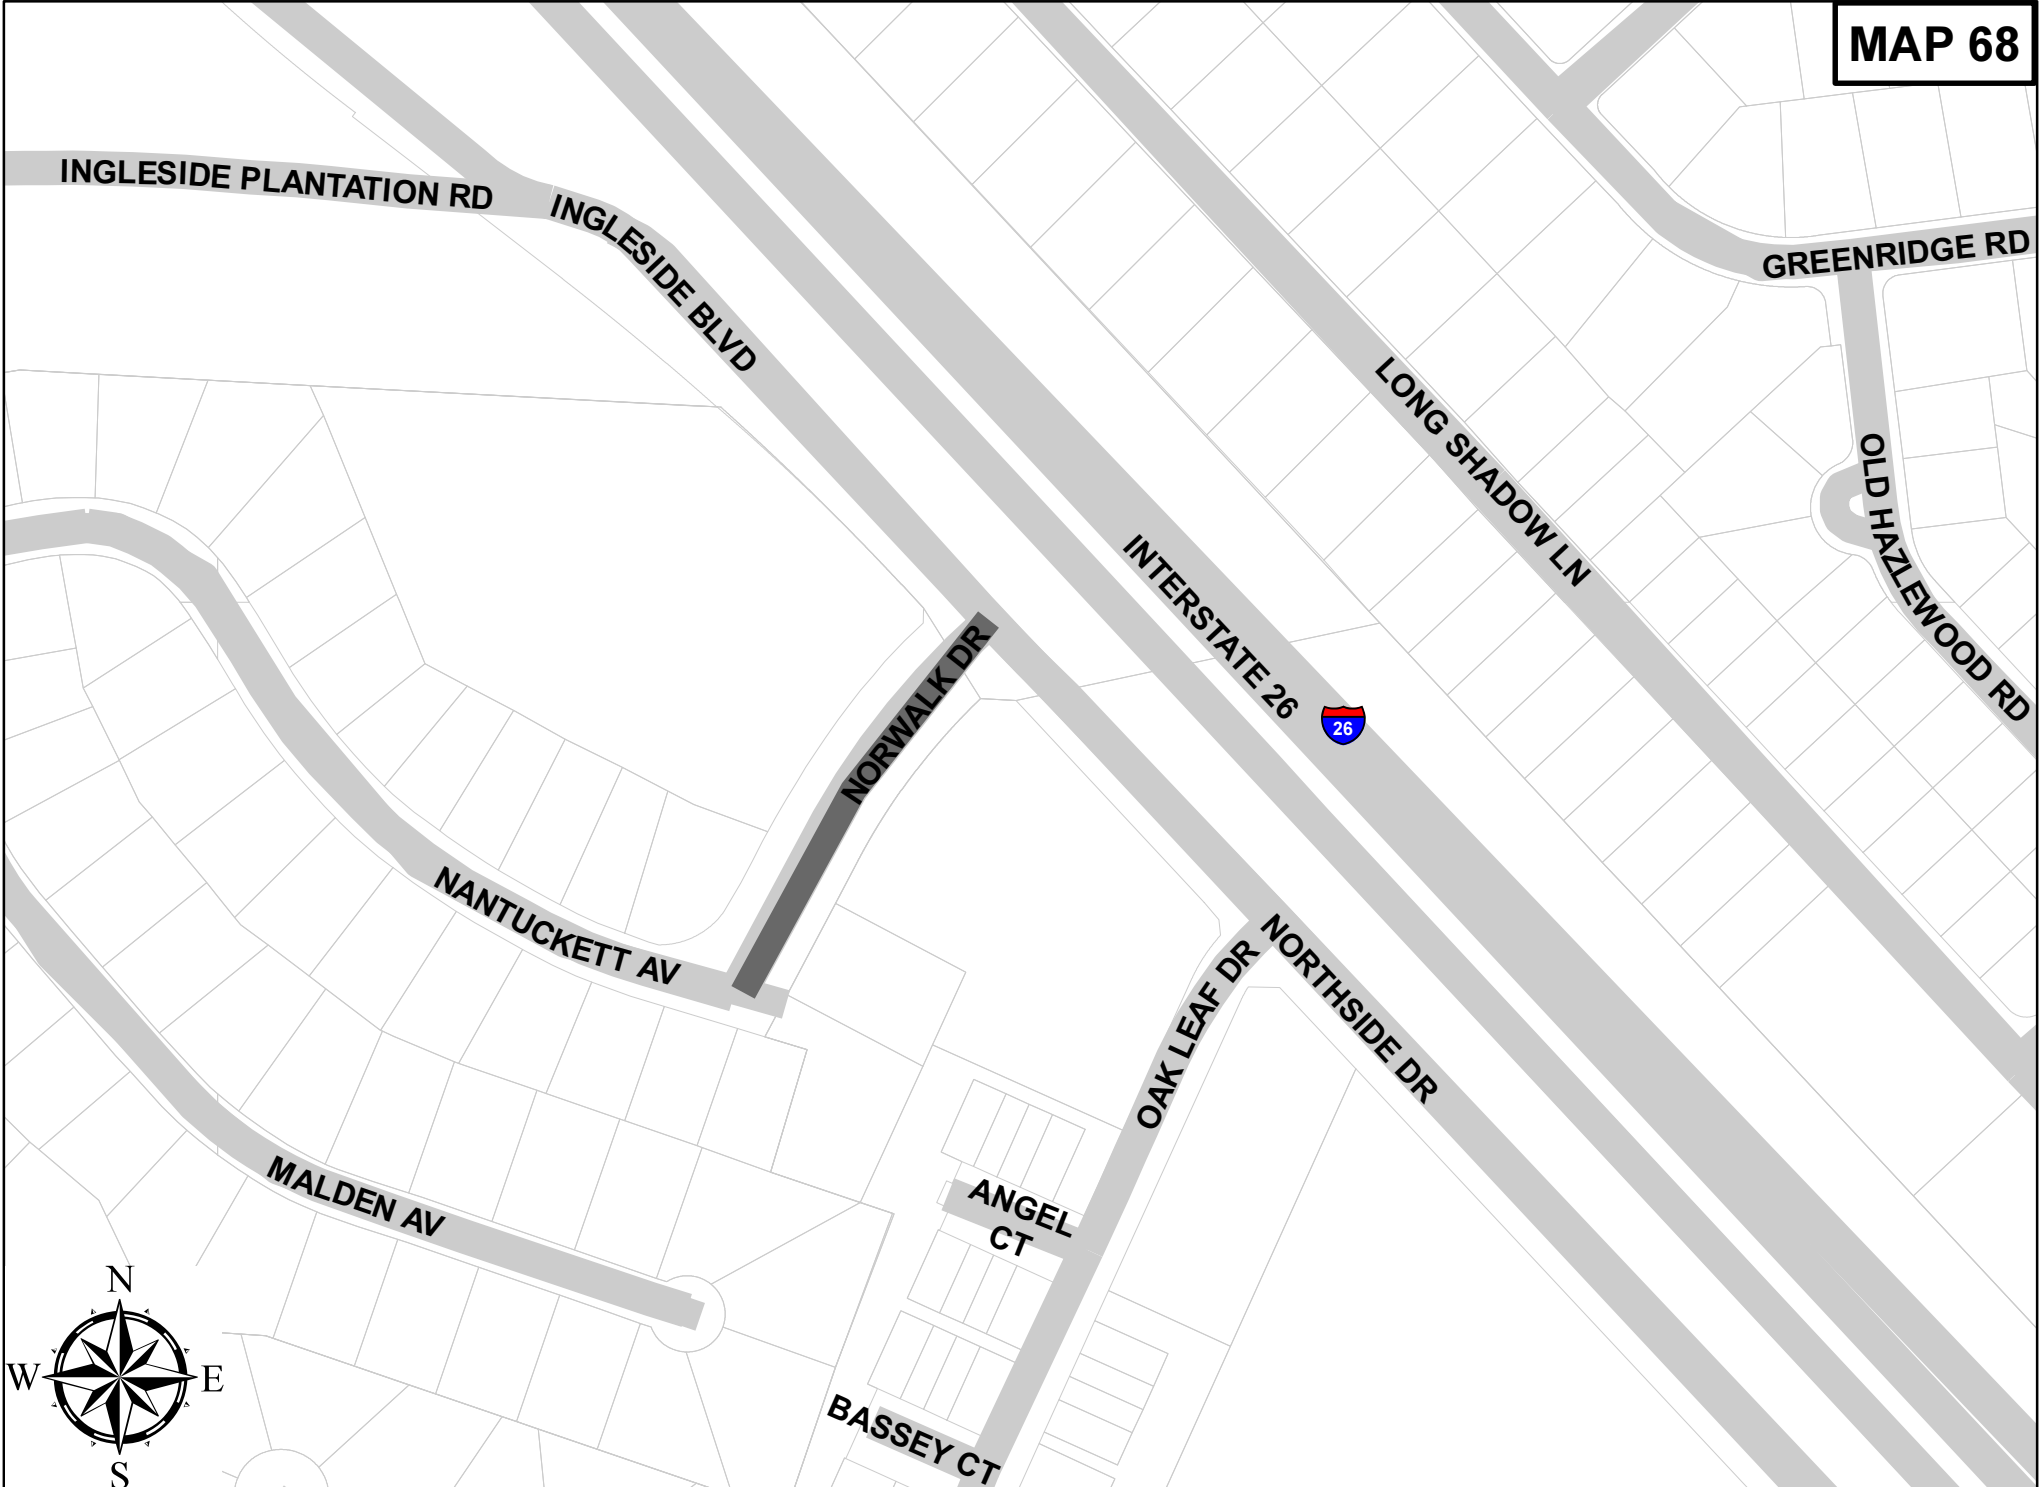 MAP 68
INGLESIDE PLANTATION RD
INGLESIDE BLVD
GREENRIDGE RD
LONG SHADOW LN
OLD HAZLEWOOD RD
INTERSTATE 26
26
NORWALK DR
NANTUCKETT AV
NORTHSIDE DR
OAK LEAF DR
MALDEN AV
ANGEL
CT
BASSEY CT
N
W
E
S